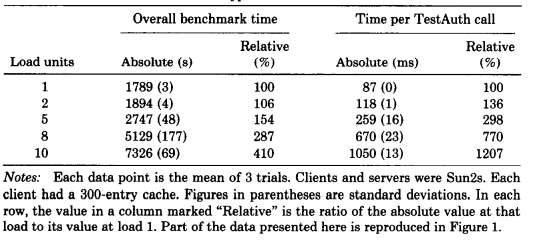 Overall benchmark time Time per TestAuth call
Relative Relative
Load units Absolute (s) (%) Absolute (ms) (%)
1 1789 (3) 100 87 (0) 100
2 1894 (4) 106 118 (1) 136
5 2747 (48) 154 259 (16) 298
8 5129 (177) 287 670 (23) 770
10 7326 (69) 410 1050 (13) 1207
Notes: Each data point is the mean of 3 trials. Clients and servers were Sun2s. Each
client had a 300-entry cache. Figures in parentheses are standard deviations. In each
row, the value in a column marked “Relative” is the ratio of the absolute value at that
load to its value at load 1. Part of the data presented here is reproduced in Figure 1.